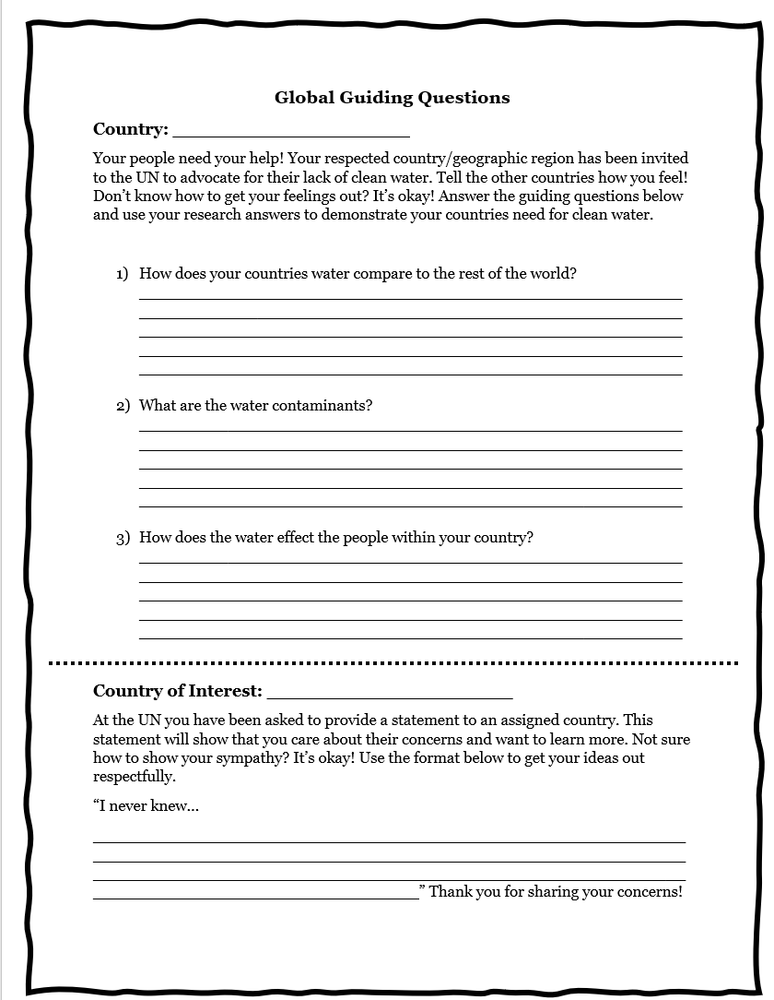 Global Guiding Questions
Country: ___________________________
Your people need your help! Your respected country/geographic region has been invited
to the UN to advocate for their lack of clean water. Tell the other countries how you feel!
Don’t know how to get your feelings out? It’s okay! Answer the guiding questions below
and use your research answers to demonstrate your countries need for clean water.
1) How does your countries water compare to the rest of the world?
2) What are the water contaminants?
3) How does the water effect the people within your country?
Country of Interest: ____________________________
At the UN you have been asked to provide a statement to an assigned country. This
statement will show that you care about their concerns and want to learn more. Not sure
how to show your sympathy? It’s okay! Use the format below to get your ideas out
respectfully.
“I never knew…
____________________________________” Thank you for sharing your concerns!